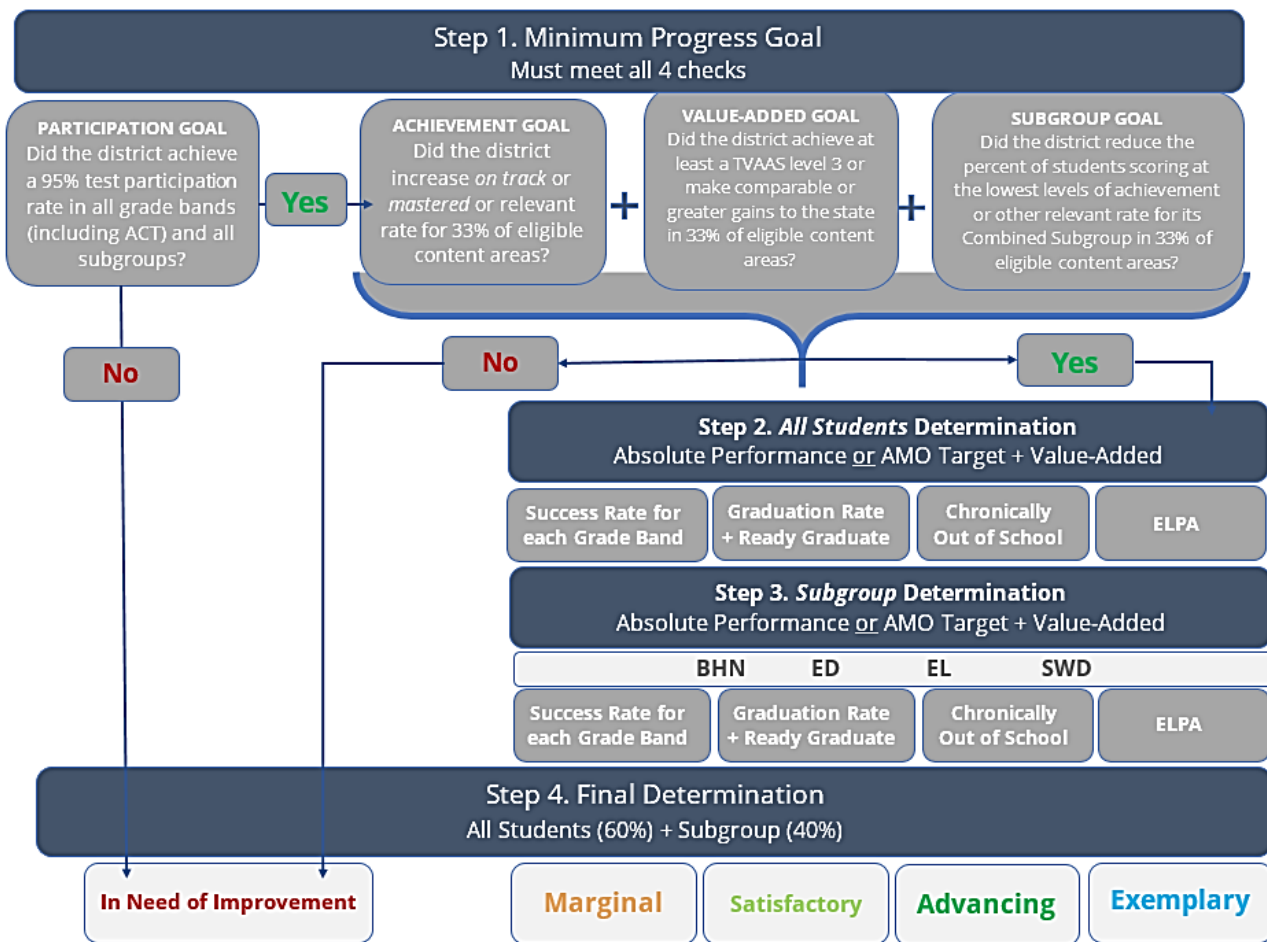 Step 1. Minimum Progress Goal
Must meet all 4 checks
PARTICIPATION GOAL
Did the district achieve
a 95% test participation
rate in all grade bands
(including ACT) and all
subgroups?
Yes
ACHIEVEMENT GOAL
Did the district
increase on track or
mastered or relevant
rate for 33% of eligible
content areas?
+
VALUE-ADDED GOAL
Did the district achieve at
least a TVAAS level 3 or
make comparable or
greater gains to the state
in 33% of eligible content
areas?
+
SUBGROUP GOAL
Did the district reduce the
percent of students scoring at
the lowest levels of achievement
or other relevant rate for its
Combined Subgroup in 33% of
eligible content areas?
No
No
Yes
Step 2. All Students Determination
Absolute Performance or AMO Target + Value-Added
Success Rate for
each Grade Band
Graduation Rate
+ Ready Graduate
Chronically
Out of School
ELPA
Step 3. Subgroup Determination
Absolute Performance or AMO Target + Value-Added
BHN ED EL SWD
Success Rate for
each Grade Band
Graduation Rate
+ Ready Graduate
Chronically
Out of School
ELPA
Step 4. Final Determination
All Students (60%) + Subgroup (40%)
In Need of Improvement
Marginal
Satisfactory
Advancing
Exemplary